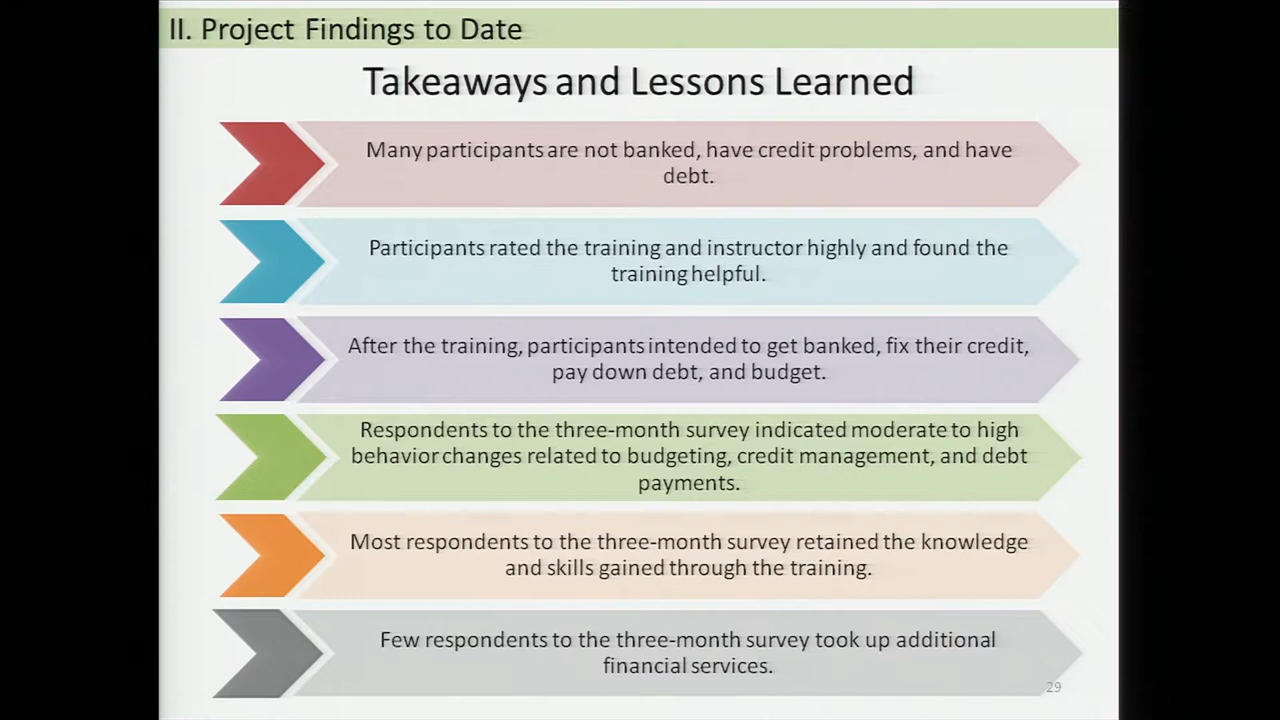 II. Project Findings to Date
Takeaways and Lessons Learned
Many participants are not banked, have credit problems, and have
debt.
Participants rated the training and instructor highly and found the
training helpful.
After the training, participants intended to get banked, fix their credit,
pay down debt, and budget.
Respondents to the three-month survey indicated moderate to high
behavior changes related to budgeting, credit management, and debt
payments.
Most respondents to the three-month survey retained the knowledge
and skills gained through the training.
Few respondents to the three-month survey took up additional
financial services.
29